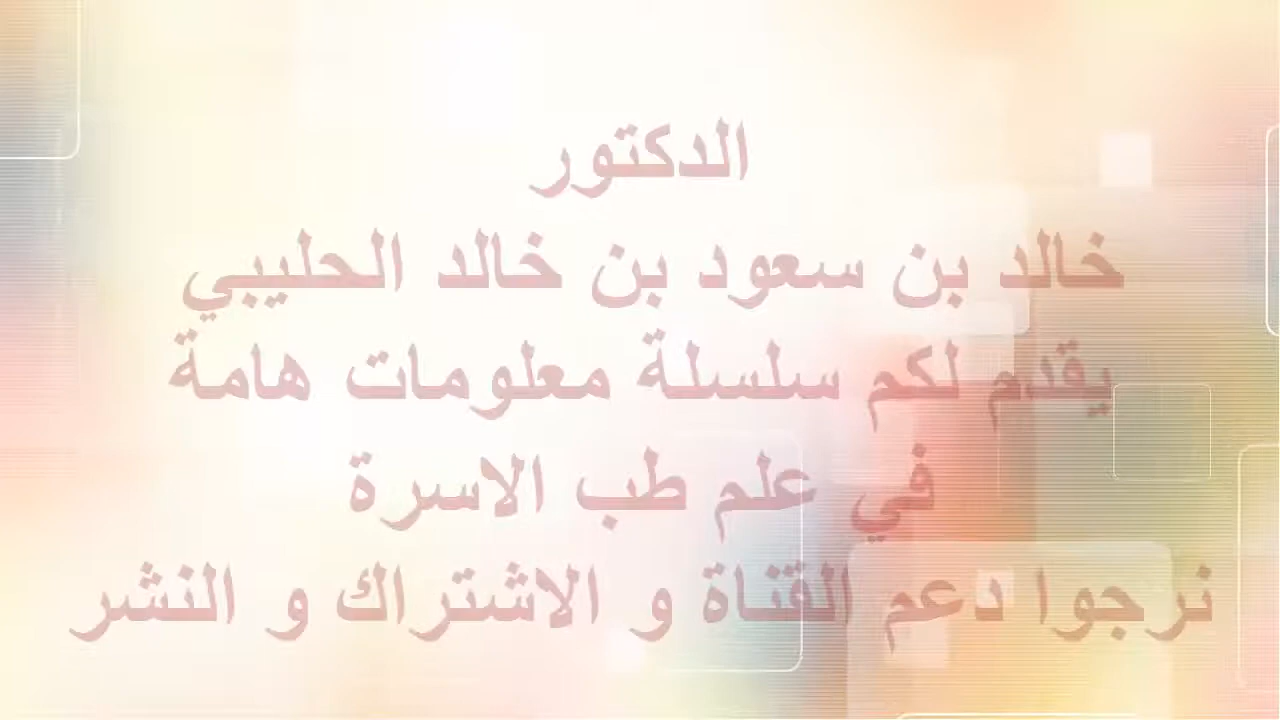 الدكتور
خالد بن سعود بن خالد الحليبي
يقدم لكم سلسلة معلومات هامة
في علم طب الاسرة
نرجوا دعم القناة و الاشتراك و النشر